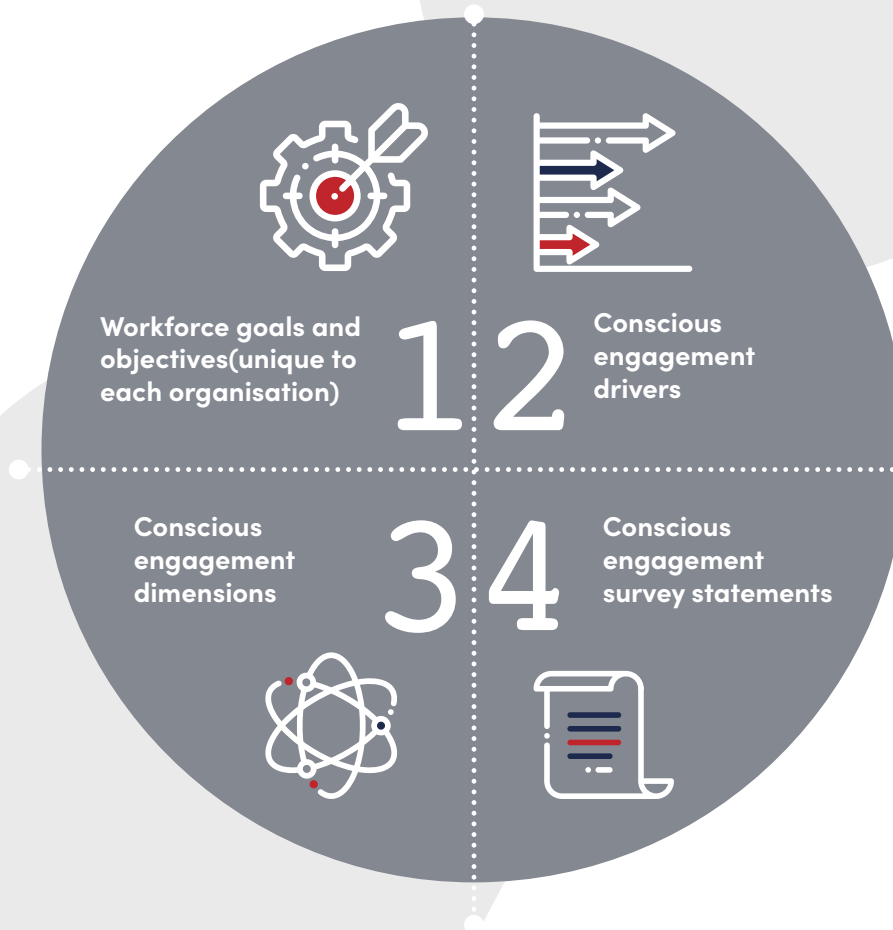 Workforce goals and
objectives(unique to
each organisation)
1
2
Conscious
engagement
drivers
Conscious
engagement
dimensions
3
4
Conscious
engagement
survey statements